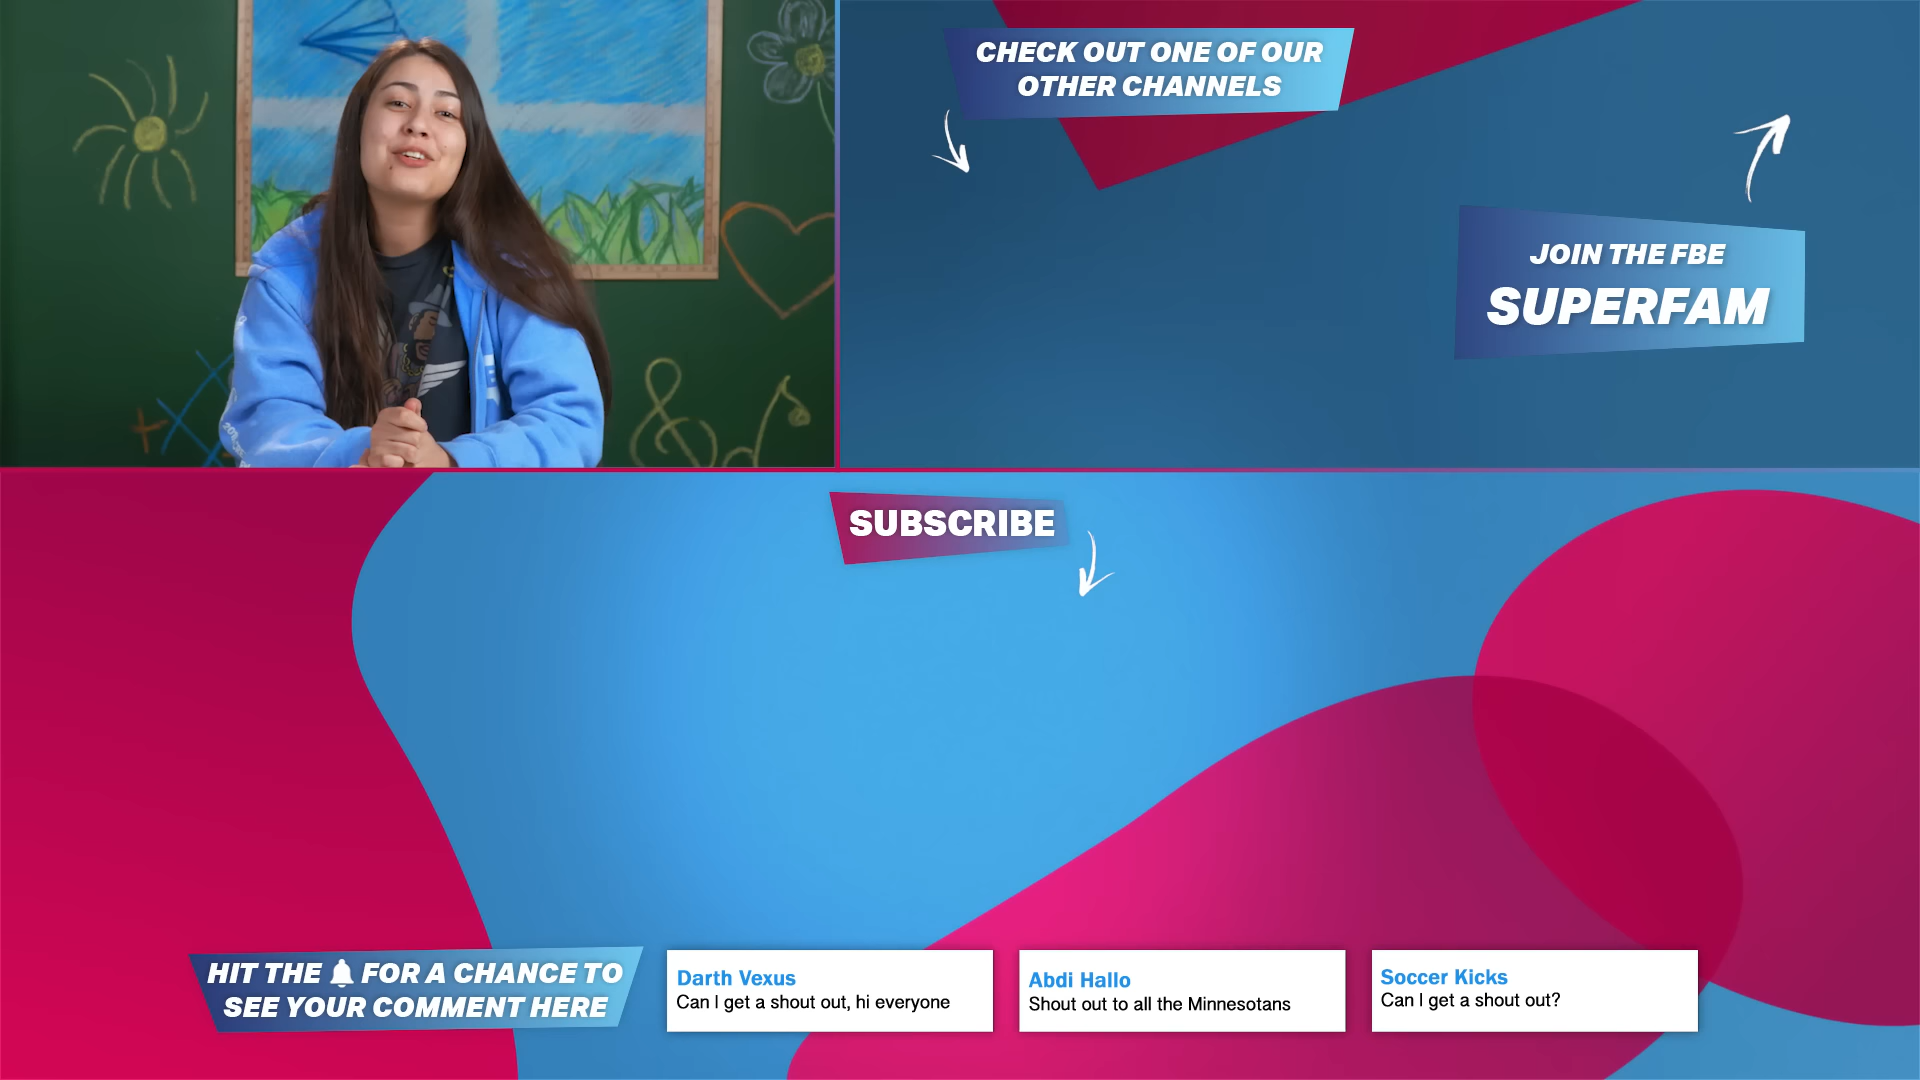 CHECK OUT ONE OF OUR
OTHER CHANNELS
JOIN THE FBE
SUPERFAM
SUBSCRIBE
HIT THE FOR A CHANCE TO
SEE YOUR COMMENT HERE
Darth Vexus
Can I get a shout out, hi everyone
Abdi Hallo
Shout out to all the Minnesotans
Soccer Kicks
Can I get a shout out?